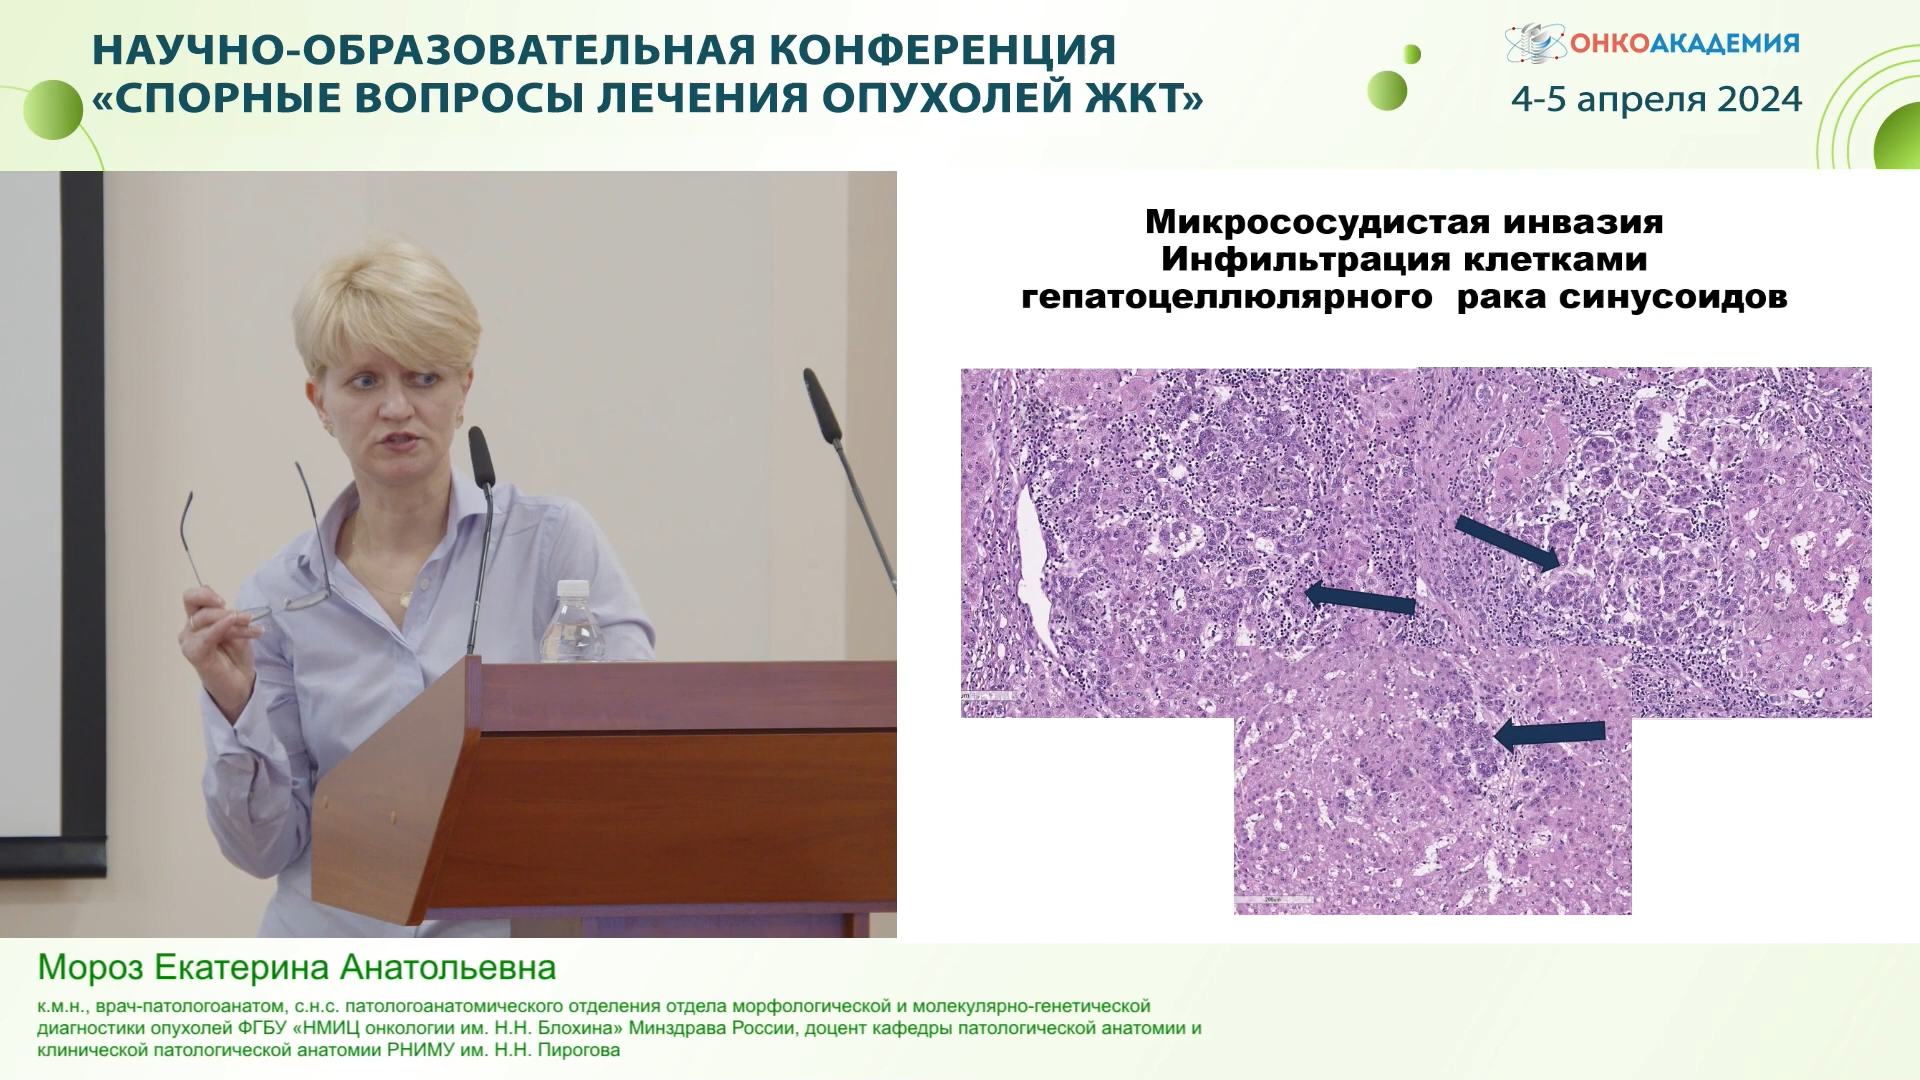 НАУЧНО-ОБРАЗОВАТЕЛЬНАЯ КОНФЕРЕНЦИЯ
«СПОРНЫЕ ВОПРОСЫ ЛЕЧЕНИЯ ОПУХОЛЕЙ ЖКТ»
ОНКОАКАДЕМИЯ
4-5 апреля 2024
Микрососудистая инвазия
Инфильтрация клетками
гепатоцеллюлярного рака синусоидов
Мороз Екатерина Анатольевна
к.м.н., врач-патологоанатом, с.н.с. патологоанатомического отделения отдела морфологической и молекулярно-генетической
диагностики опухолей ФГБУ «НМИЦ онкологии им. Н.Н. Блохина» Минздрава России, доцент кафедры патологической анатомии и
клинической патологической анатомии РНИМУ им. Н.Н. Пирогова